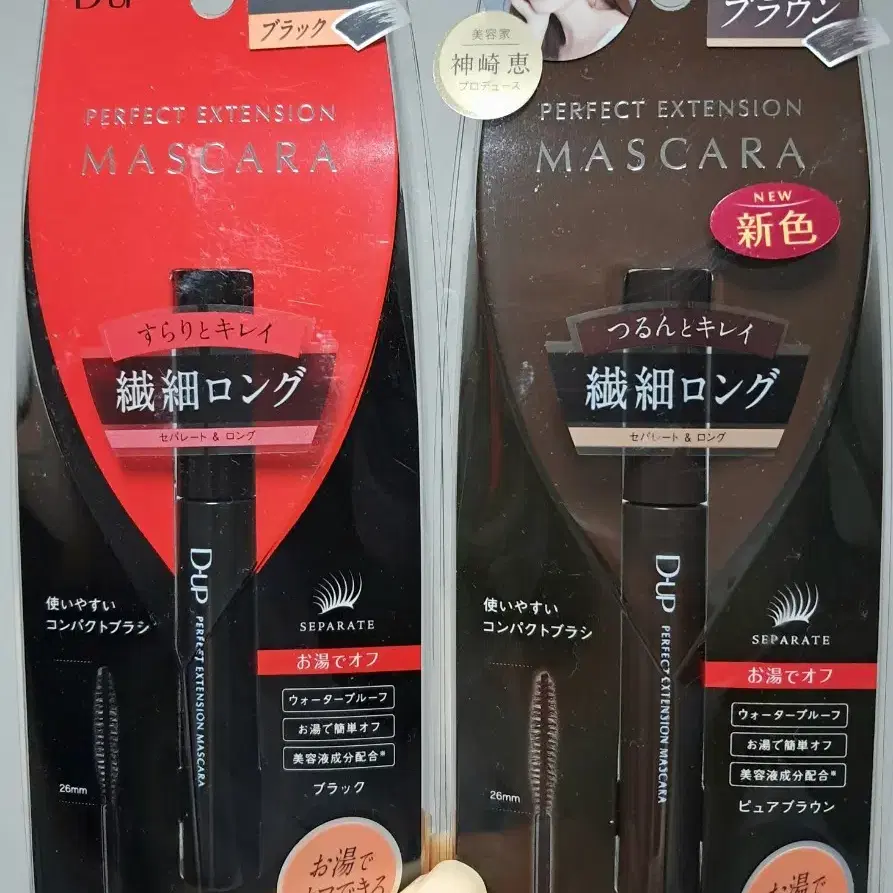 D-UP
ブラック
PERFECT EXTENSION
MASCARA
すらりとキレイ
繊細ロング
セパレート & ロング
D-UP PERFECT EXTENSION MASCARA
使いやすい
コンパクトブラシ
26mm
SEPARATE
お湯でオフ
ウォータープルーフ
お湯で簡単オフ
美容液成分配合*
ブラック
お湯で
オフできる
美容家
神崎 恵
プロデュース
ブラウン
PERFECT EXTENSION
MASCARA
NEW
新色
つるんとキレイ
繊細ロング
セパレート & ロング
D-UP PERFECT EXTENSION MASCARA
使いやすい
コンパクトブラシ
26mm
SEPARATE
お湯でオフ
ウォータープルーフ
お湯で簡単オフ
美容液成分配合*
ピュアブラウン
お湯で